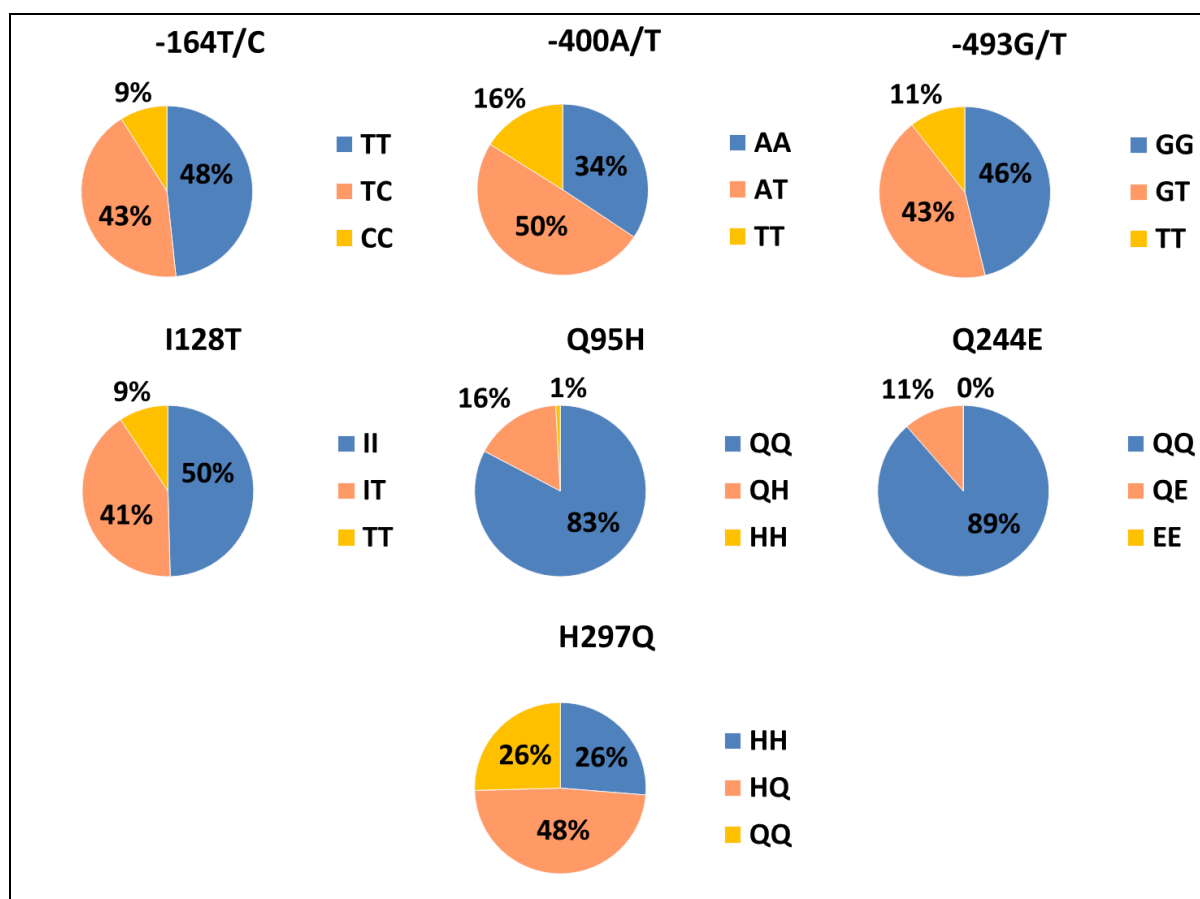 -164T/C
9%
48%
43%
TT
TC
CC
-400A/T
16%
34%
50%
AA
AT
TT
-493G/T
11%
46%
43%
GG
GT
TT
I128T
9%
50%
41%
II
IT
TT
Q95H
16%
1%
83%
QQ
QH
HH
Q244E
11%
0%
89%
QQ
QE
EE
H297Q
26%
26%
48%
HH
HQ
QQ